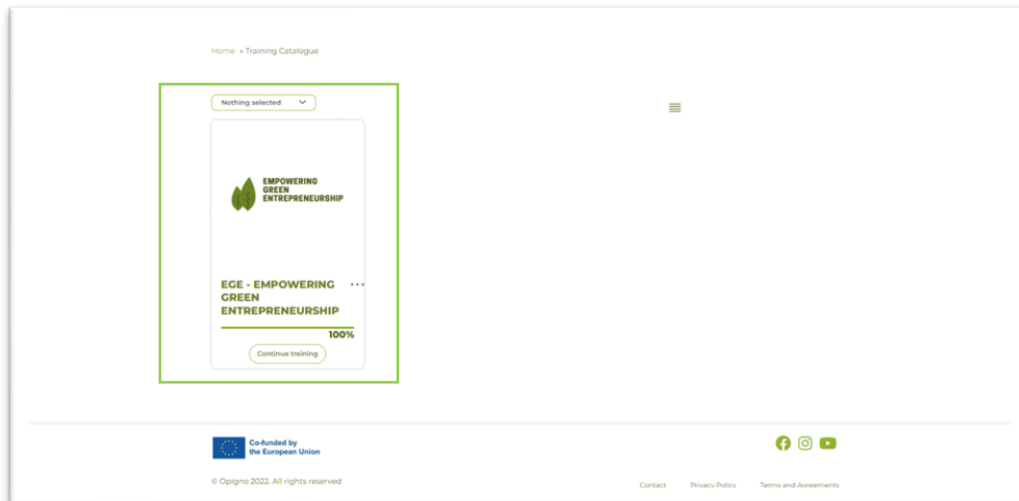 Home » Training Catalogue
Nothing selected
EMPOWERING
GREEN
ENTREPRENEURSHIP
EGE - EMPOWERING
GREEN
ENTREPRENEURSHIP
100%
Continue training
Co-funded by
the European Union
© Opigno 2022. All rights reserved
Contact Privacy Policy Terms and Agreements